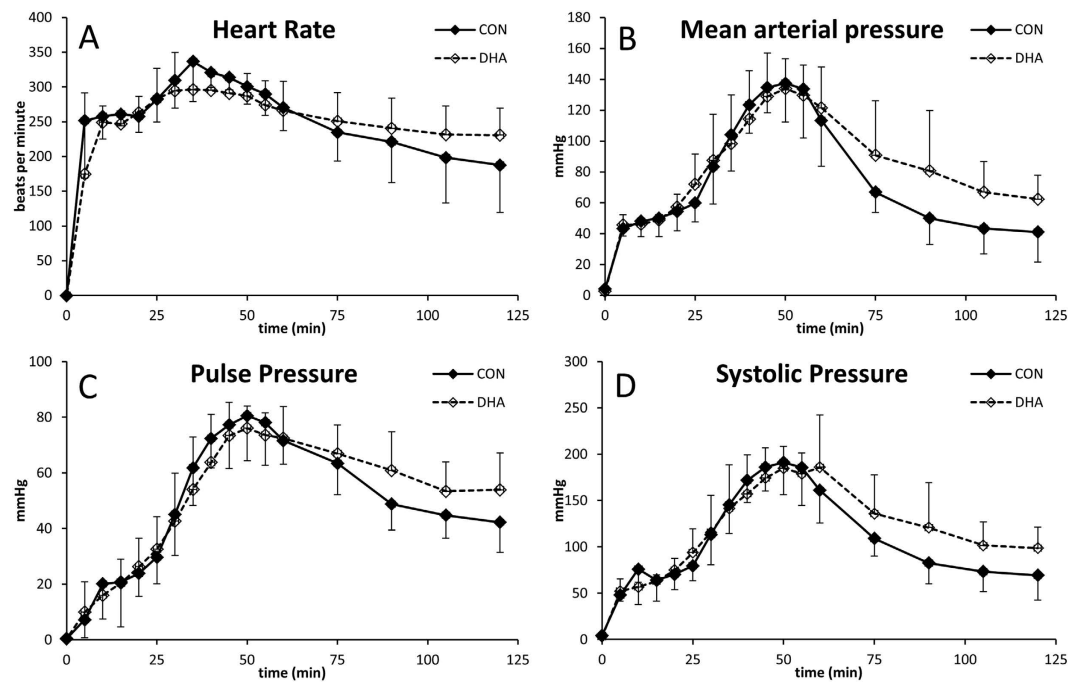 A
Heart Rate
CON
DHA
400
350
300
250
200
150
100
50
0
beats per minute
0 25 50 75 100 125
time (min)
B
Mean arterial pressure
CON
DHA
180
160
140
120
100
80
60
40
20
0
mmHg
0 25 50 75 100 125
time (min)
C
Pulse Pressure
CON
DHA
100
80
60
40
20
0
mmHg
0 25 50 75 100 125
time (min)
D
Systolic Pressure
CON
DHA
300
250
200
150
100
50
0
mmHg
0 25 50 75 100 125
time (min)